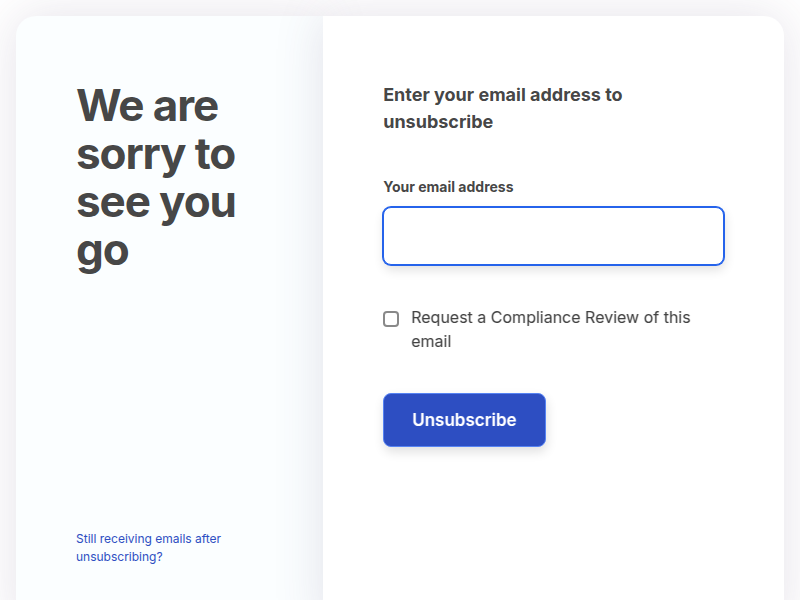 We are
sorry to
see you
go
Still receiving emails after
unsubscribing?
Enter your email address to
unsubscribe
Your email address
Request a Compliance Review of this
email
Unsubscribe